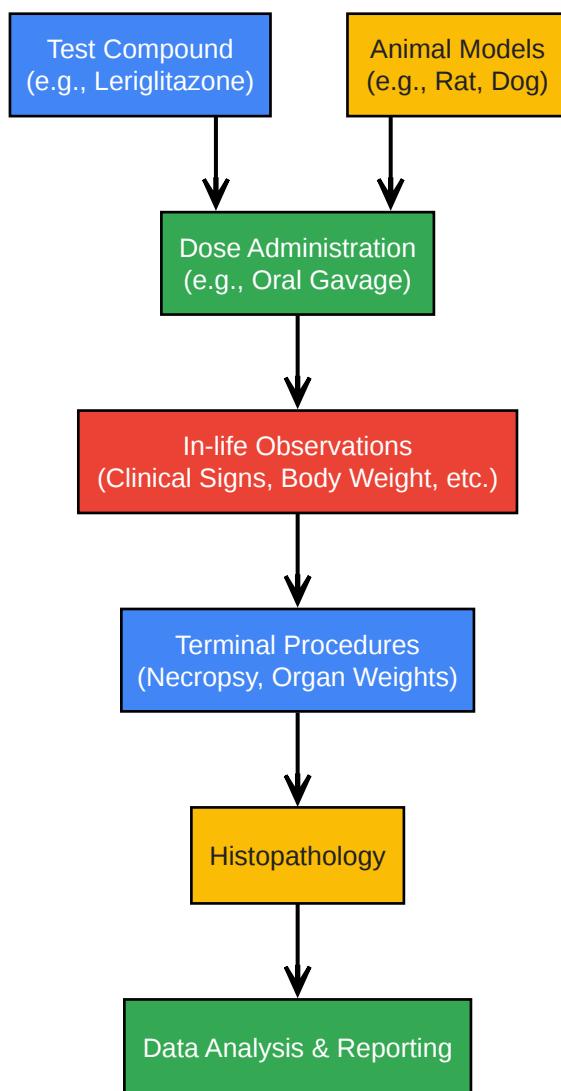 Test Compound
(e.g., Leriglitazone)
Animal Models
(e.g., Rat, Dog)
Dose Administration
(e.g., Oral Gavage)
In-life Observations
(Clinical Signs, Body Weight, etc.)
Terminal Procedures
(Necropsy, Organ Weights)
Histopathology
Data Analysis & Reporting